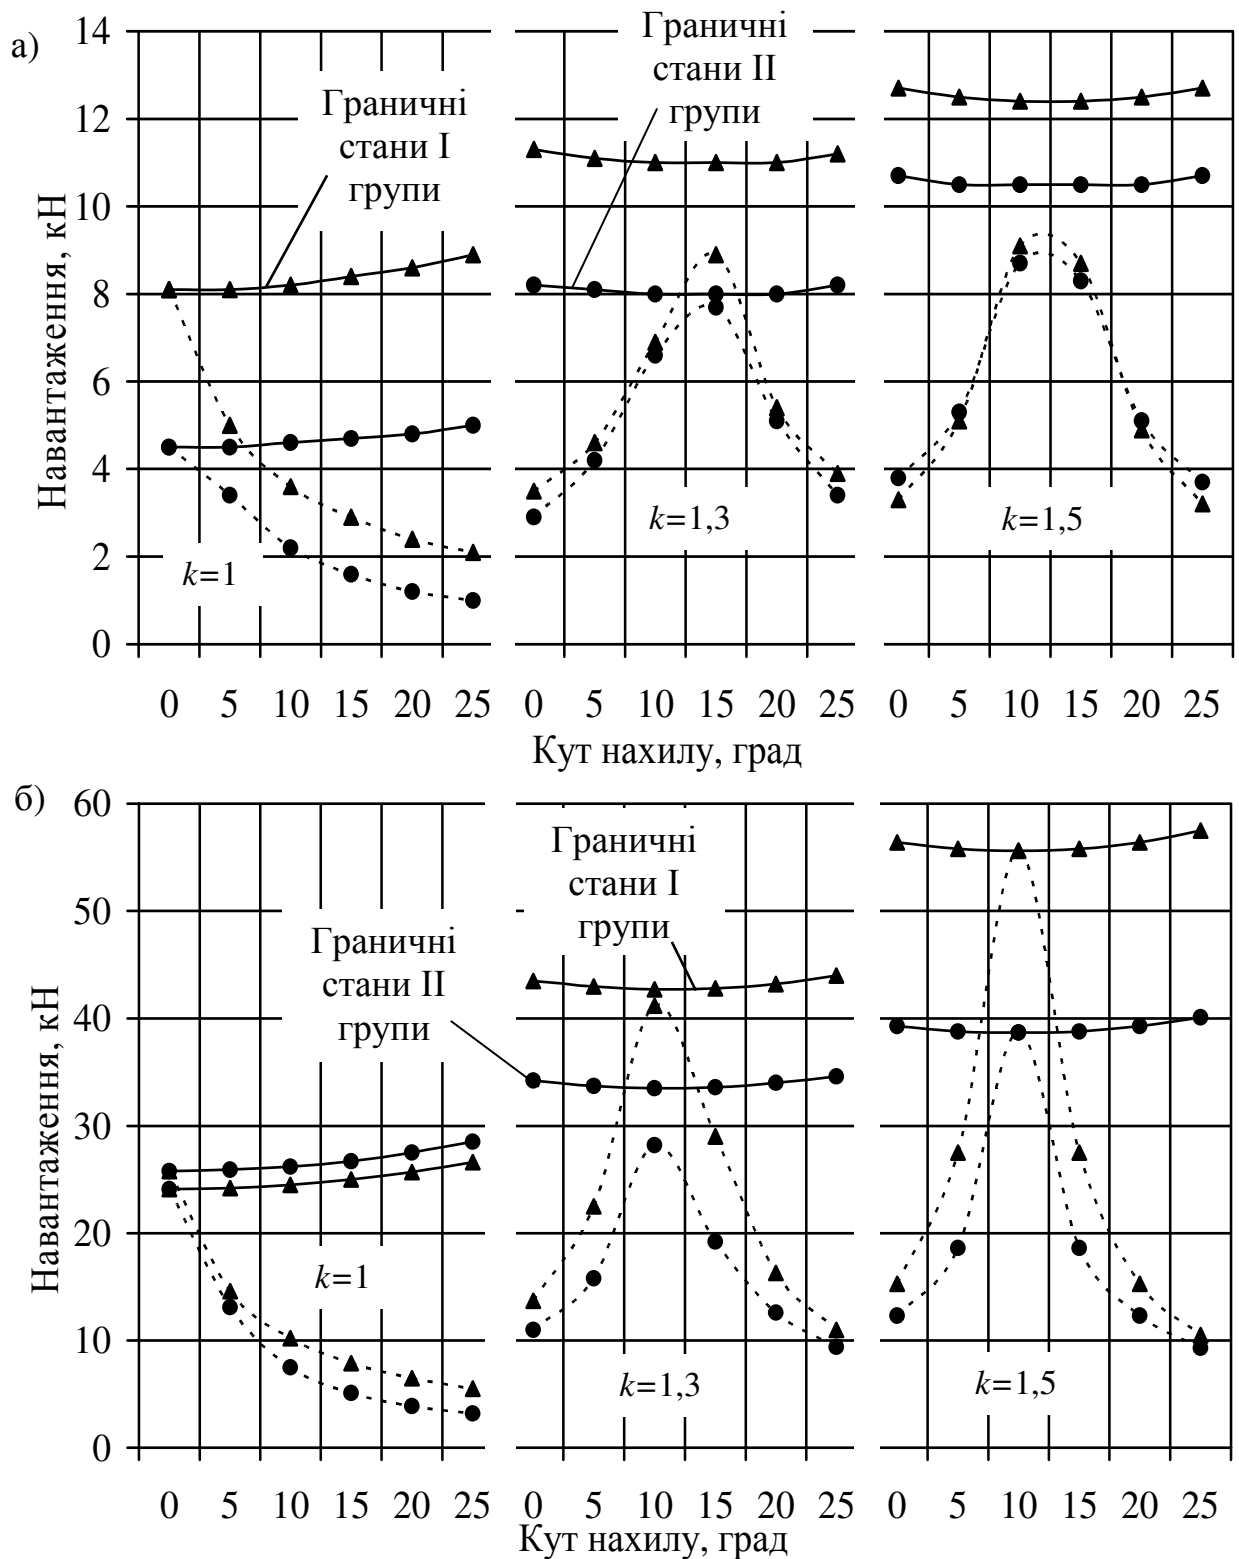 а)
Навантаження, кН
14
12
10
8
6
4
2
0
Граничні
стани I
групи
Граничні
стани II
групи
k=1
k=1,3
k=1,5
0 5 10 15 20 25 0 5 10 15 20 25 0 5 10 15 20 25
Кут нахилу, град
б)
Навантаження, кН
60
50
40
30
20
10
0
Граничні
стани II
групи
Граничні
стани I
групи
k=1
k=1,3
k=1,5
0 5 10 15 20 25 0 5 10 15 20 25 0 5 10 15 20 25
Кут нахилу, град